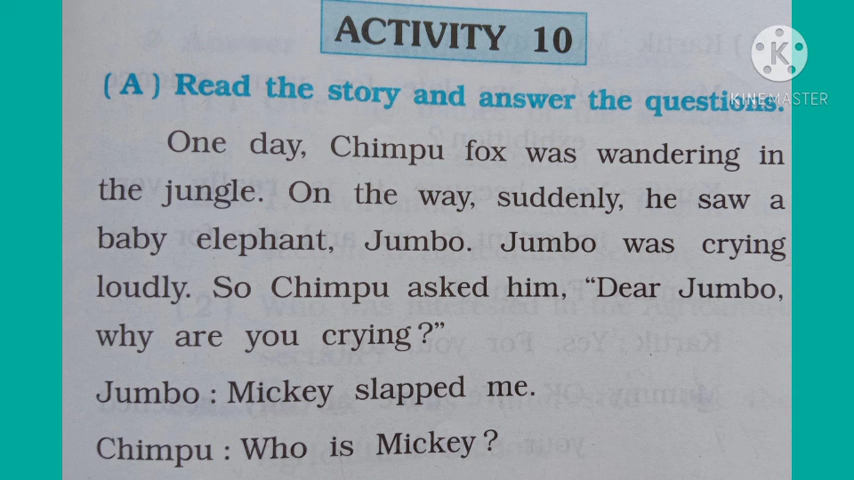 ACTIVITY 10
K
KINEMASTER
(A) Read the story and answer the questions.
One day, Chimpu fox was wandering in
the jungle. On the way, suddenly, he saw a
baby elephant, Jumbo. Jumbo was crying
loudly. So Chimpu asked him, “Dear Jumbo,
why are you crying?”
Jumbo : Mickey slapped me.
Chimpu : Who is Mickey?